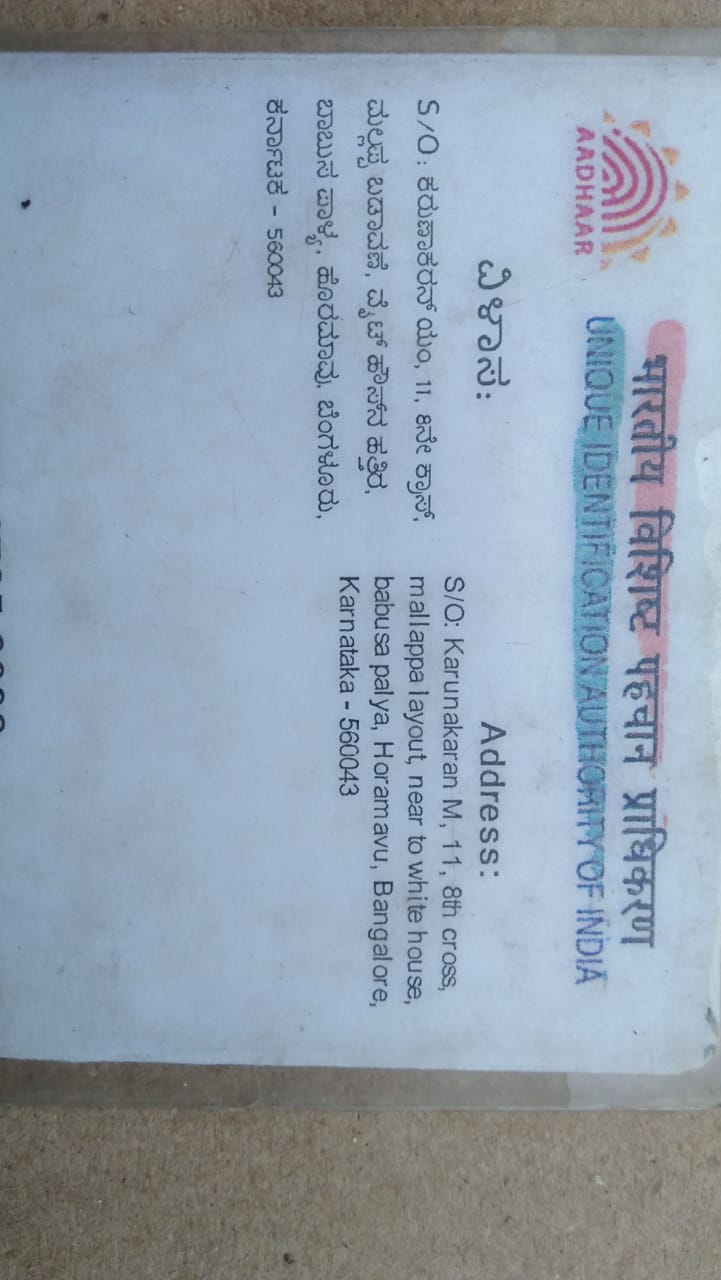 भारतीय विशिष्ट पहचान प्राधिकरण
UNIQUE IDENTIFICATION AUTHORITY OF INDIA
AADHAAR
ವಿಳಾಸ:
S/O: ಕರುಣಾಕರನ್ ಯಂ, 11, 8ನೇ ಕ್ರಾಸ್,
ಮಲ್ಲಪ್ಪ ಬಡಾವಣೆ, ವೈಟ್ ಹೌಸ್‌ನ ಹತ್ತಿರ,
ಬಾಬುಸ ಪಾಳ್ಯ, ಹೊರಮಾವು, ಬೆಂಗಳೂರು,
ಕರ್ನಾಟಕ - 560043
Address:
S/O: Karunakaran M, 11, 8th cross,
mallappa layout, near to white house,
babusa palya, Horamavu, Bangalore,
Karnataka - 560043